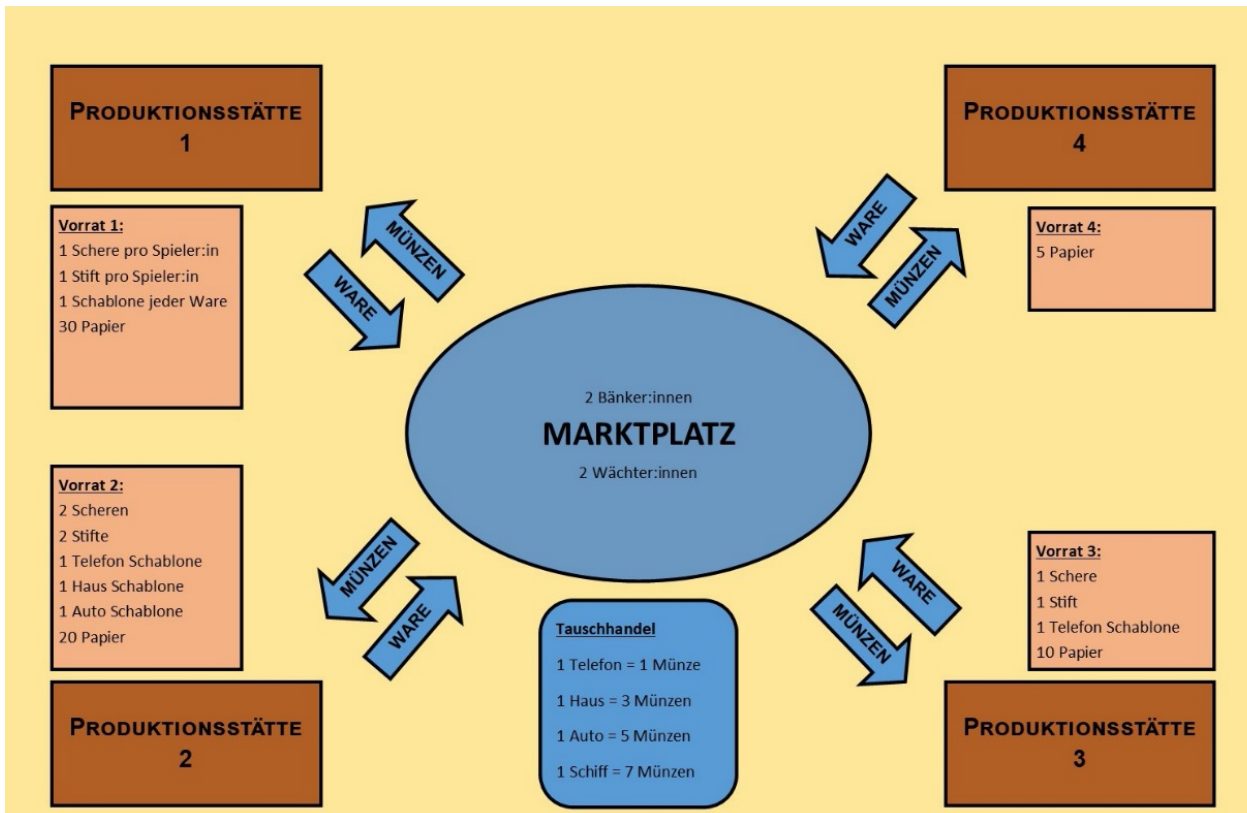 PRODUKTIONSSTÄTTE
1
Vorrat 1:
1 Schere pro Spieler:in
1 Stift pro Spieler:in
1 Schablone jeder Ware
30 Papier
MÜNZEN
WARE
PRODUKTIONSSTÄTTE
4
Vorrat 4:
5 Papier
WARE
MÜNZEN
2 Bänker:innen
MARKTPLATZ
2 Wächter:innen
Vorrat 2:
2 Scheren
2 Stifte
1 Telefon Schablone
1 Haus Schablone
1 Auto Schablone
20 Papier
PRODUKTIONSSTÄTTE
2
MÜNZEN
WARE
Tauschhandel
1 Telefon = 1 Münze
1 Haus = 3 Münzen
1 Auto = 5 Münzen
1 Schiff = 7 Münzen
WARE
MÜNZEN
Vorrat 3:
1 Schere
1 Stift
1 Telefon Schablone
10 Papier
PRODUKTIONSSTÄTTE
3